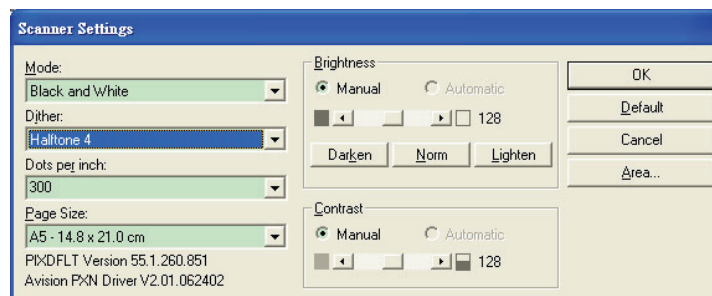 Scanner Settings
Mode:
Black and White
Dither:
Halftone 4
Dots per inch:
300
Page Size:
A5 - 14.8 x 21.0 cm
PIXDFLT Version 55.1.260.851
Avision PXN Driver V2.01.062402
Brightness
Manual Automatic
128
Darken Norm Lighten
Contrast
Manual Automatic
128
OK
Default
Cancel
Area...